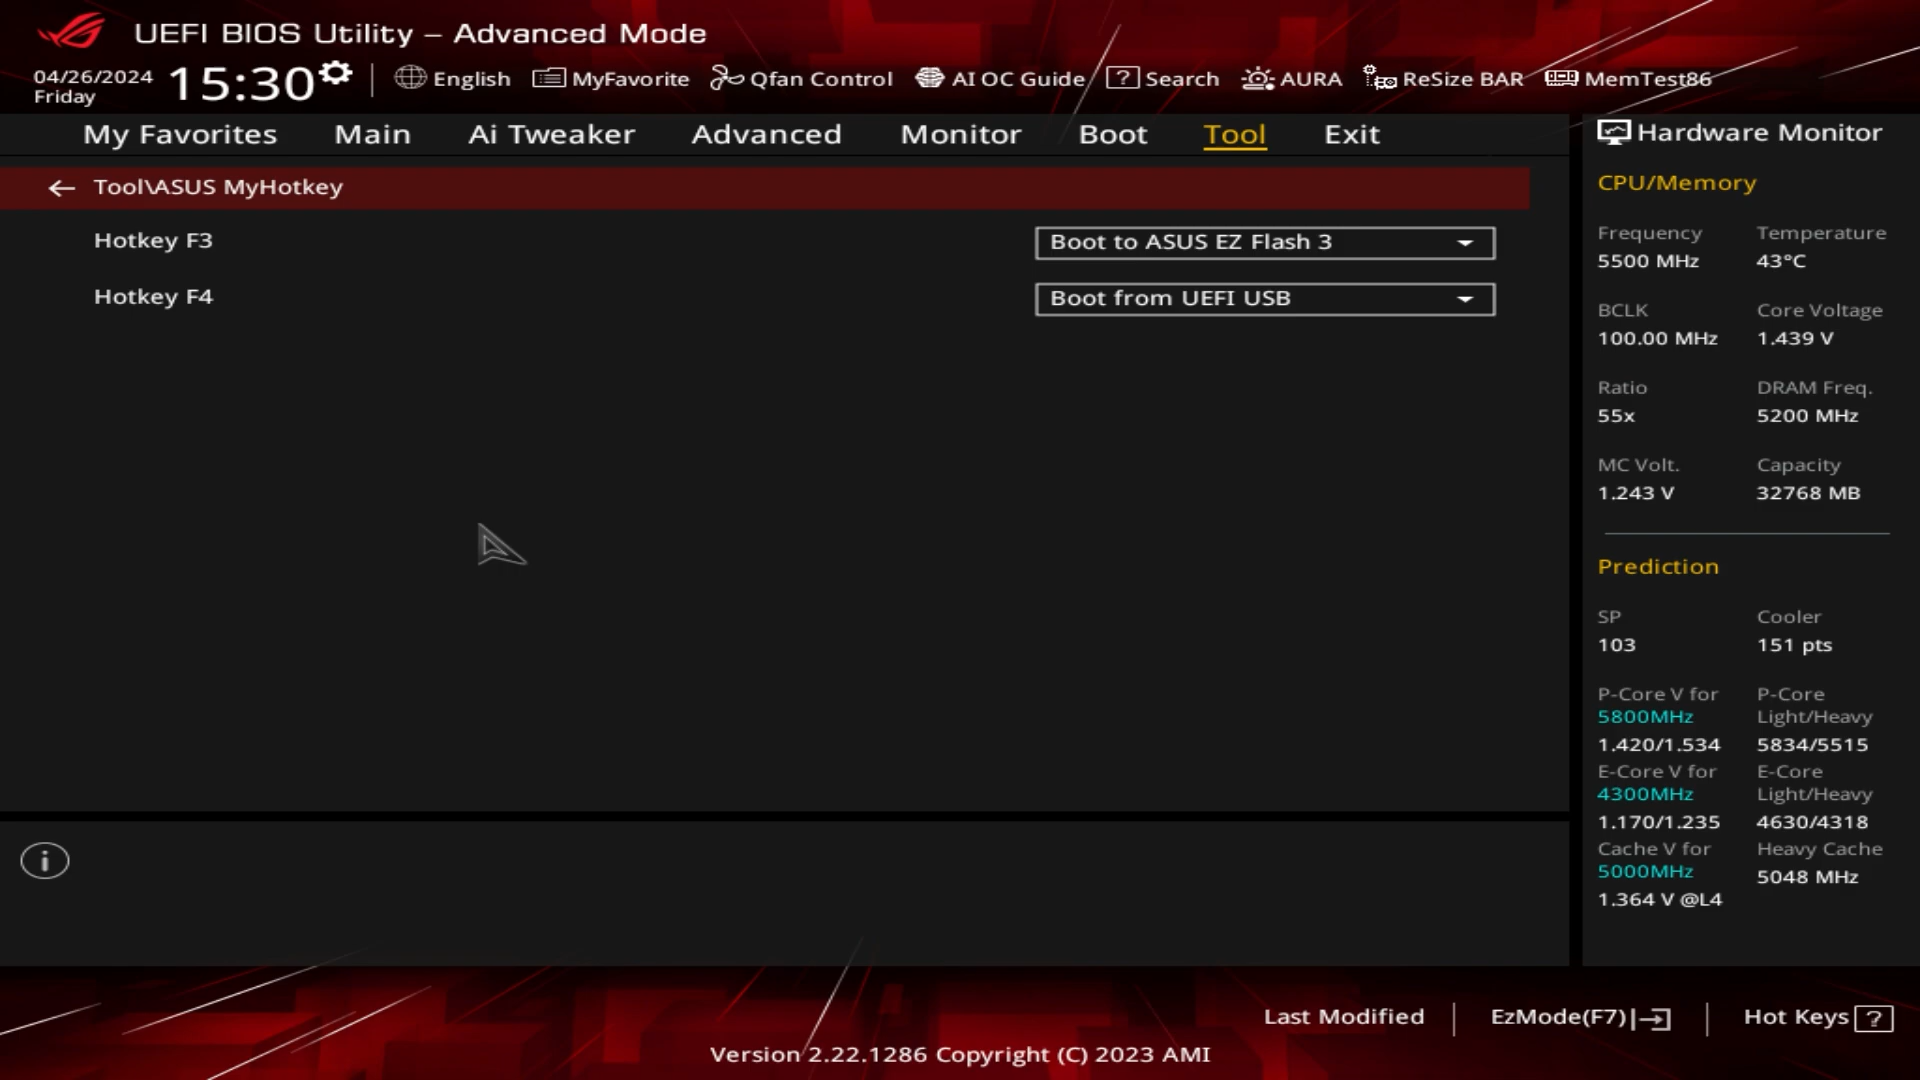 UEFI BIOS Utility – Advanced Mode
04/26/2024
Friday
15:30
English
MyFavorite
Qfan Control
AI OC Guide
? Search
AURA
ReSize BAR
MemTest86
My Favorites
Main
Ai Tweaker
Advanced
Monitor
Boot
Tool
Exit
Tool\ASUS MyHotkey
Hotkey F3
Boot to ASUS EZ Flash 3
Hotkey F4
Boot from UEFI USB
Hardware Monitor
CPU/Memory
Frequency Temperature
5500 MHz 43°C
BCLK Core Voltage
100.00 MHz 1.439 V
Ratio DRAM Freq.
55x 5200 MHz
MC Volt. Capacity
1.243 V 32768 MB
Prediction
SP Cooler
103 151 pts
P-Core V for P-Core
5800MHz Light/Heavy
1.420/1.534 5834/5515
E-Core V for E-Core
4300MHz Light/Heavy
1.170/1.235 4630/4318
Cache V for Heavy Cache
5000MHz 5048 MHz
1.364 V @L4
i
Last Modified
EzMode(F7)
Hot Keys ?
Version 2.22.1286 Copyright (C) 2023 AMI